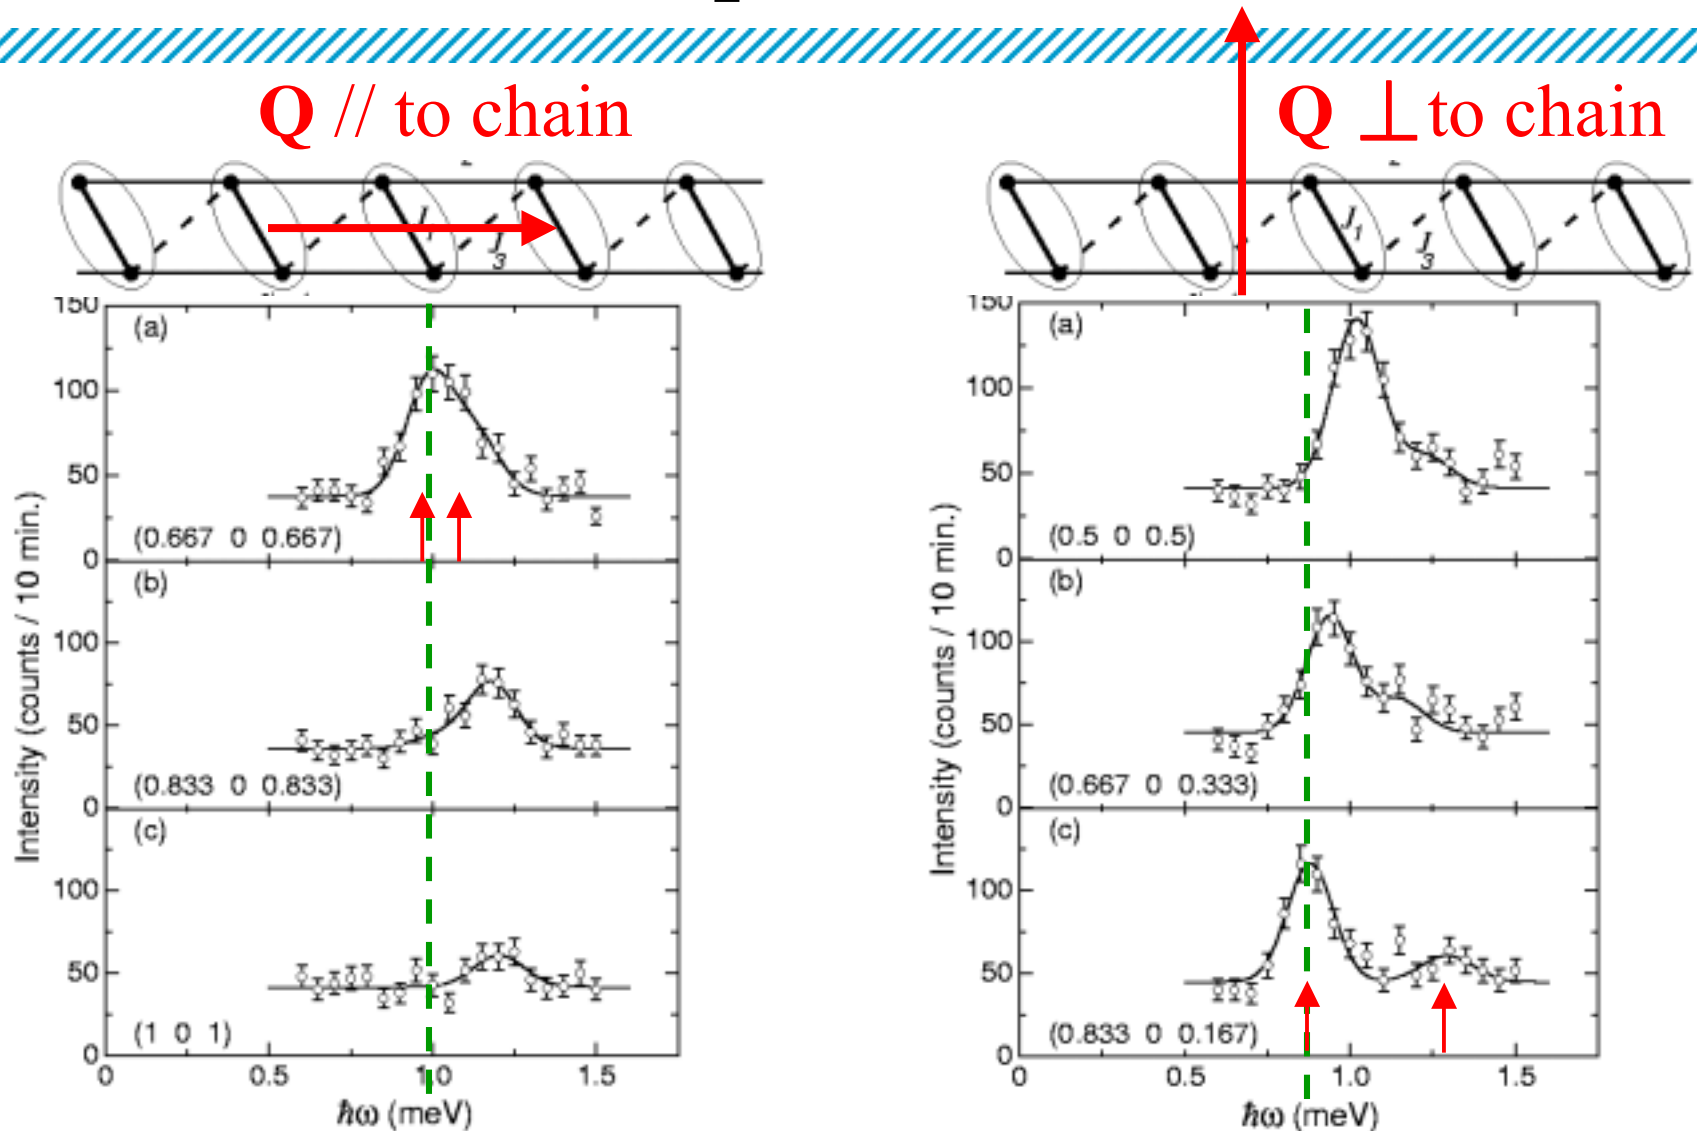 Q // to chain
Q ⊥ to chain
J
J
3
J1
J
3
Intensity (counts / 10 min.)
150
100
50
0
(a)
(0.667 0 0.667)
100
50
0
(b)
(0.833 0 0.833)
100
50
0
(c)
(1 0 1)
0 0.5 1.0 1.5
ħω (meV)
Intensity (counts / 10 min.)
150
100
50
0
(a)
(0.5 0 0.5)
100
50
0
(b)
(0.667 0 0.333)
100
50
0
(c)
(0.833 0 0.167)
0 0.5 1.0 1.5
ħω (meV)